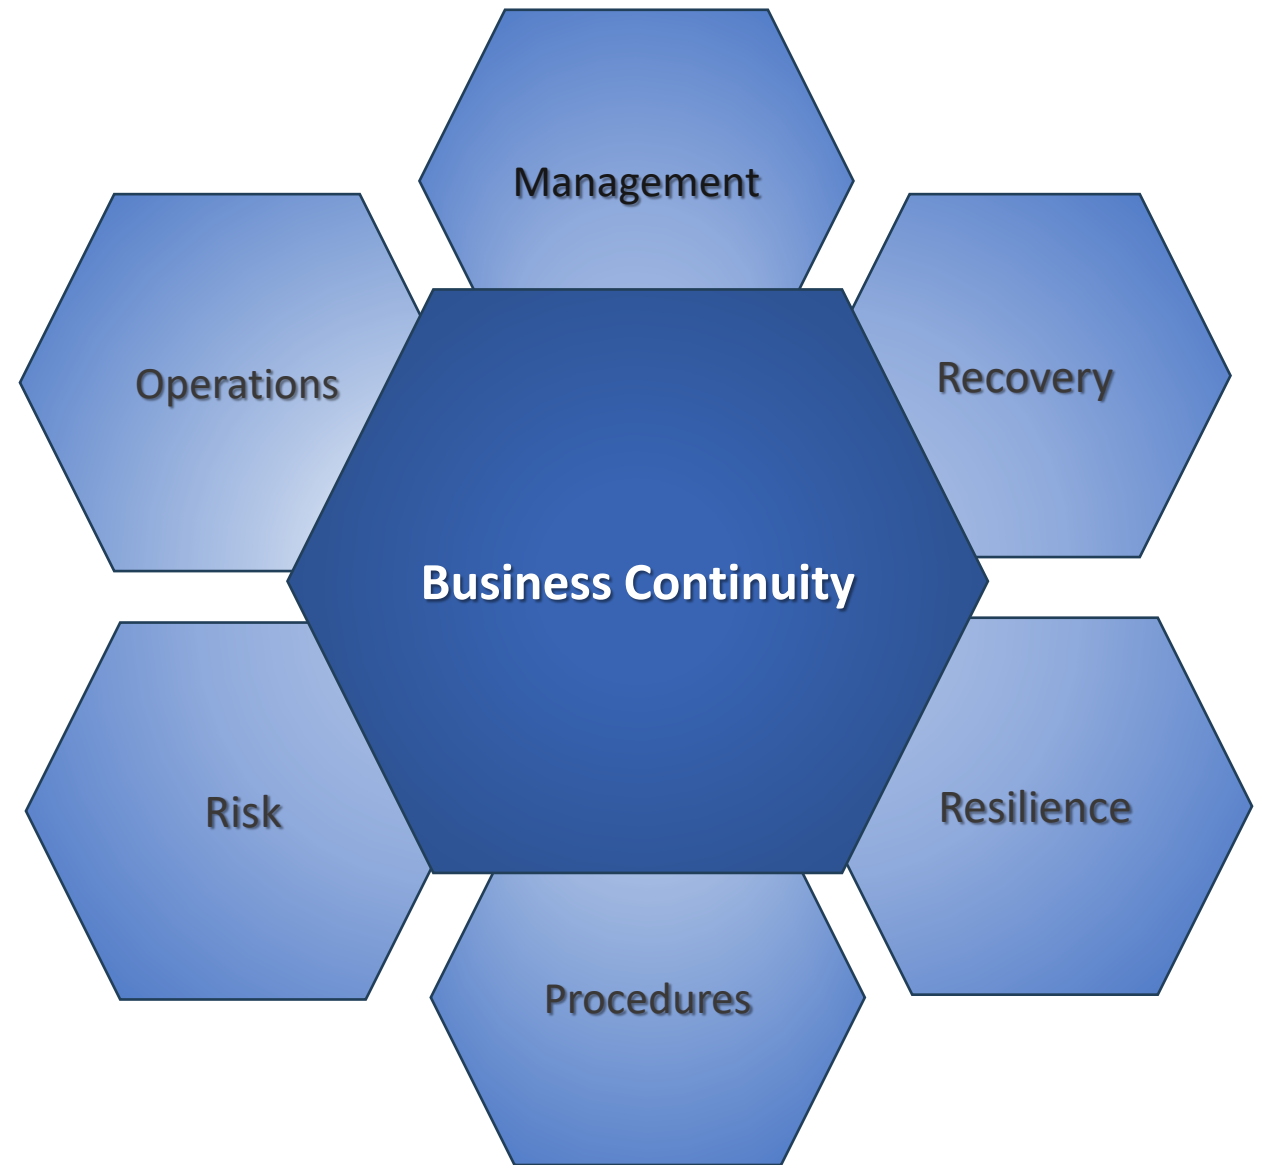 Management
Operations
Recovery
Business Continuity
Risk
Resilience
Procedures